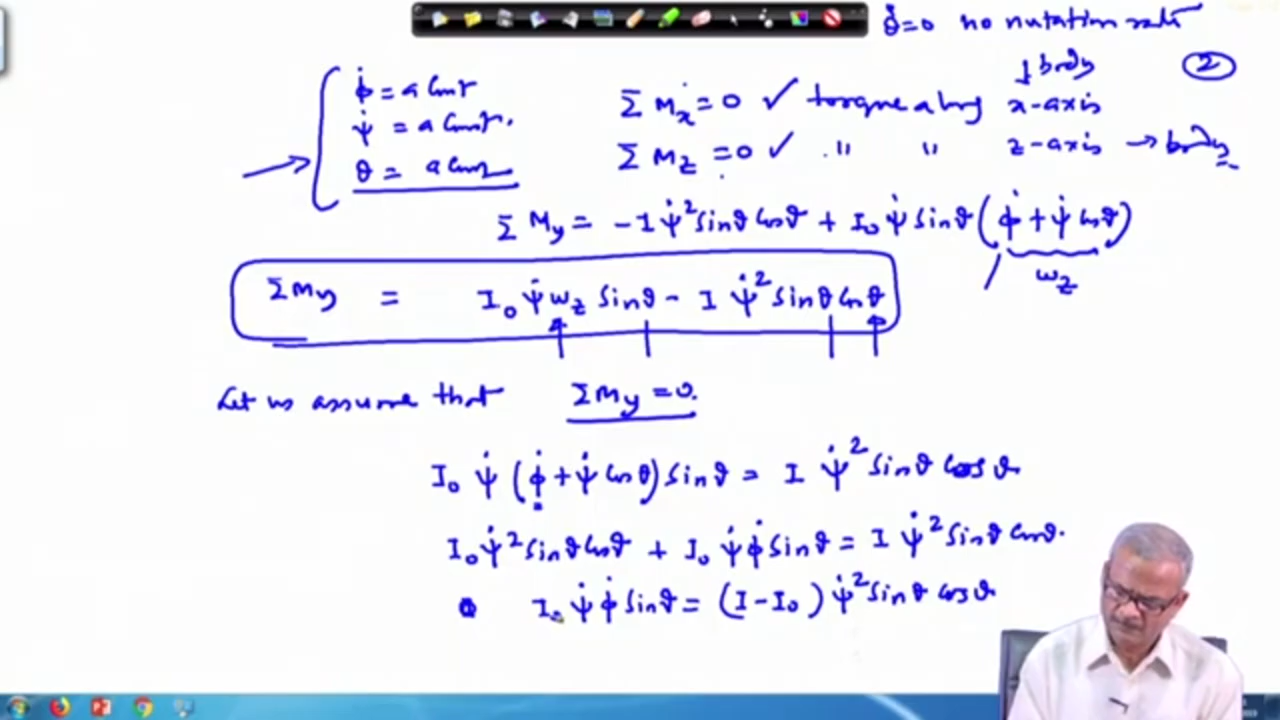 θ̇=0 no nutation rate
2
↓ body
φ̇ = a Const
ψ̇ = a Const.
θ = a Const
Σ Mx = 0 ✓ torque along x-axis
Σ Mz = 0 ✓ " " z-axis → body
Σ My = -I ψ̇² sinθ cosθ + I₀ ψ̇ sinθ (φ̇ + ψ̇ cosθ)
ωz
ΣMy = I₀ ψ̇ ωz sinθ - I ψ̇² sinθ cosθ
Let us assume that ΣMy = 0.
I₀ ψ̇ (φ̇ + ψ̇ cosθ) sinθ = I ψ̇² sinθ cosθ
I₀ ψ̇² sinθ cosθ + I₀ ψ̇ φ̇ sinθ = I ψ̇² sinθ cosθ.
I₀ ψ̇ φ̇ sinθ = (I - I₀) ψ̇² sinθ cosθ